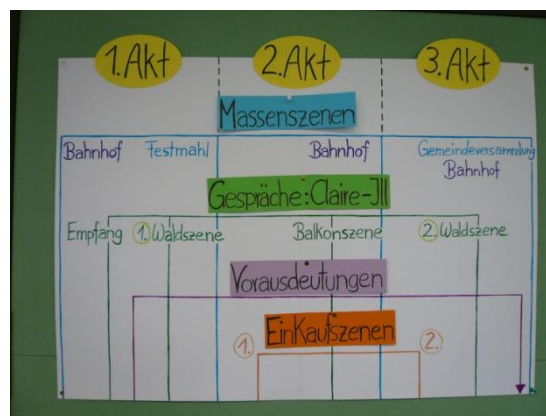 1. Akt 2. Akt 3. Akt
Massenszenen
Bahnhof Festmahl Bahnhof Gemeindeversammlung
Bahnhof
Gespräche: Claire-Ill
Empfang 1. Waldszene Balkonszene 2. Waldszene
Vorausdeutungen
Einkaufszenen
1. 2.